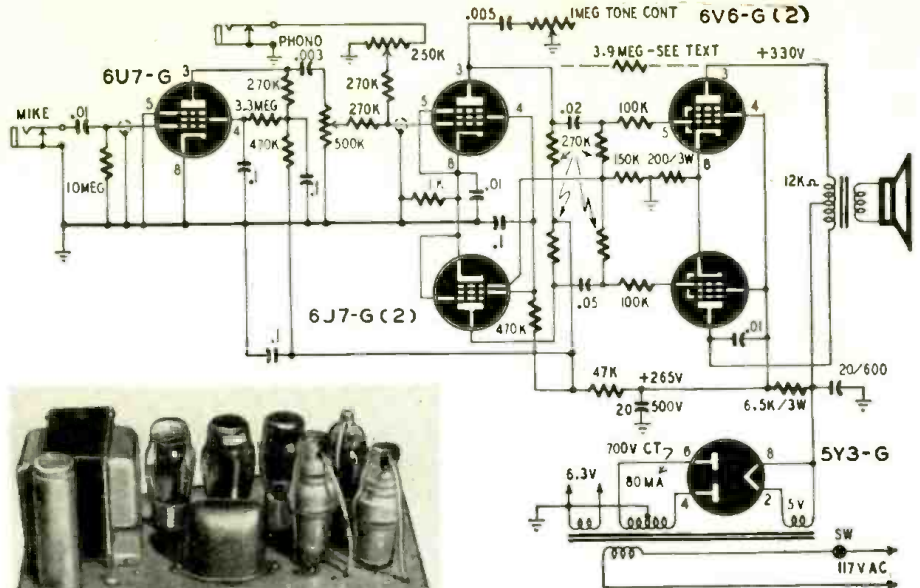 .005
1MEG TONE CONT
6V6-G (2)
PHONO
250K
3.9 MEG-SEE TEXT
+330V
6U7-G
3
.003
270K
270K
3
3
MIKE
.01
5
4
3.3MEG
270K
5
4
.02
100K
5
4
270K
470K
500K
8
8
8
10MEG
.1
.1
1K
.01
150K
200/3W
12KΩ
.1
6J7-G (2)
.05
100K
470K
.01
.1
47K
+265V
20/600
20
500V
6.5K/3W
700V CT
5Y3-G
6
8
6.3V
80 MA
4
2
5V
SW
117V AC